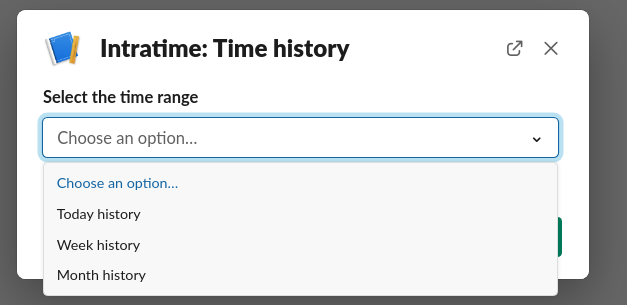 Intratime: Time history
Select the time range
Choose an option...
Choose an option...
Today history
Week history
Month history